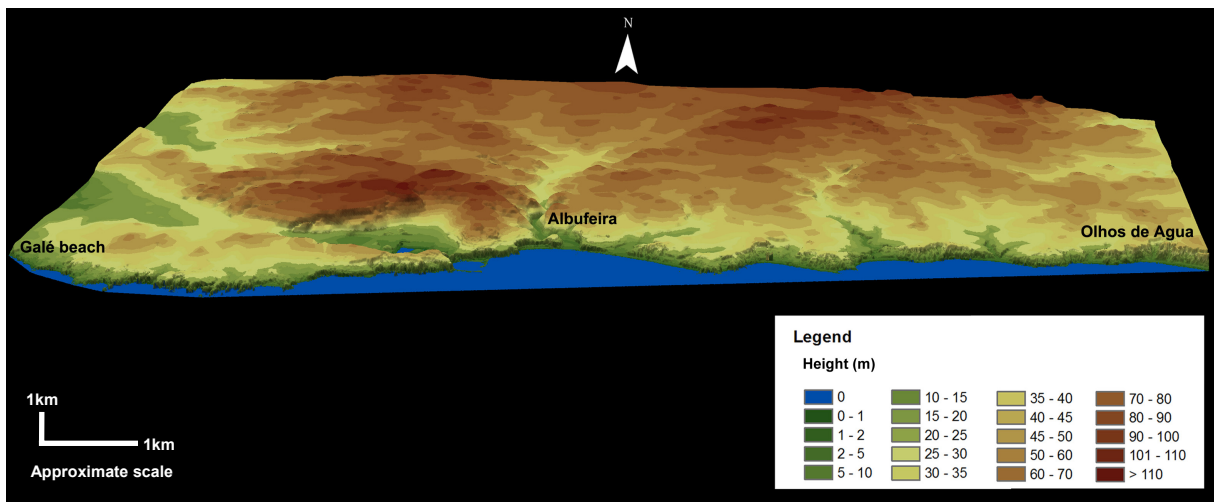 N
Albufeira
Galé beach
Olhos de Agua
Legend
Height (m)
0
0 - 1
1 - 2
2 - 5
5 - 10
10 - 15
15 - 20
20 - 25
25 - 30
30 - 35
35 - 40
40 - 45
45 - 50
50 - 60
60 - 70
70 - 80
80 - 90
90 - 100
101 - 110
> 110
1km
1km
Approximate scale